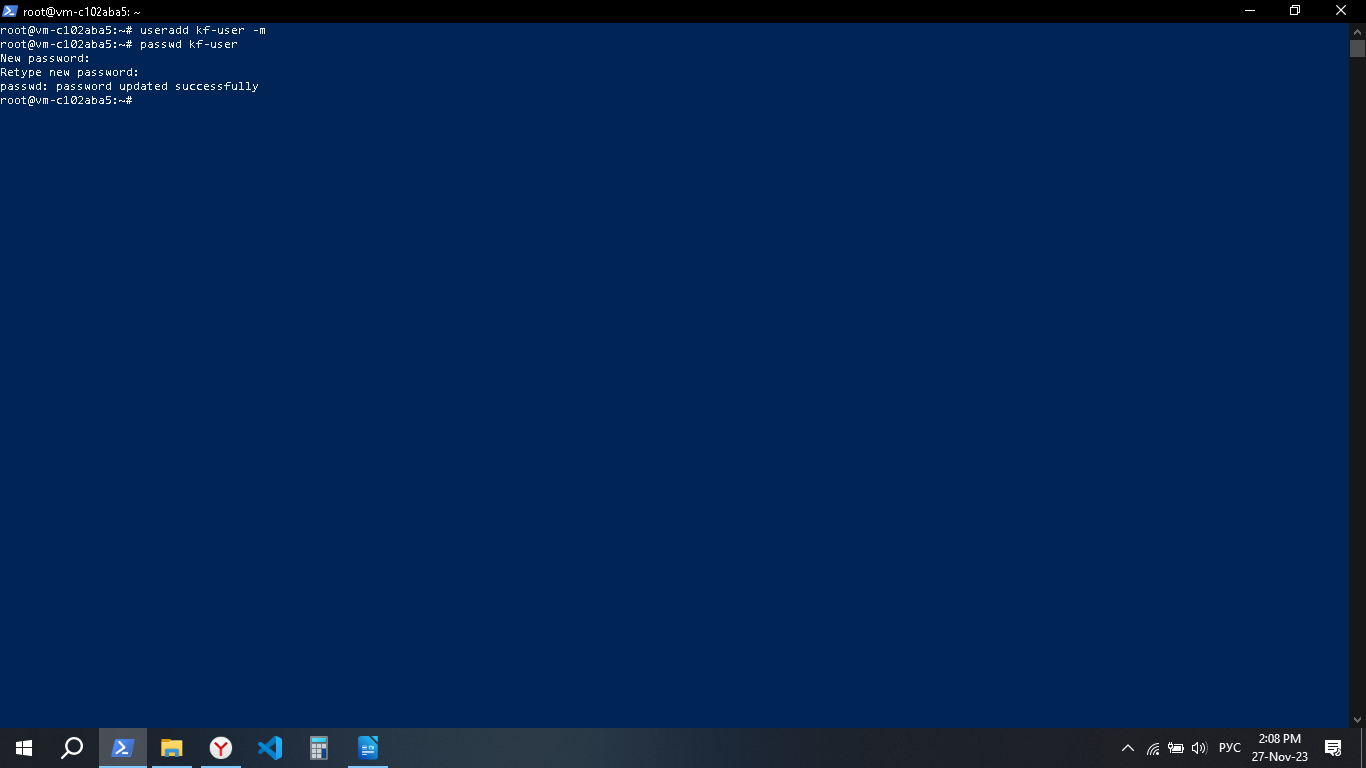 root@vm-c102aba5: ~
root@vm-c102aba5:~# useradd kf-user -m
root@vm-c102aba5:~# passwd kf-user
New password:
Retype new password:
passwd: password updated successfully
root@vm-c102aba5:~#
РУС
2:08 PM
27-Nov-23